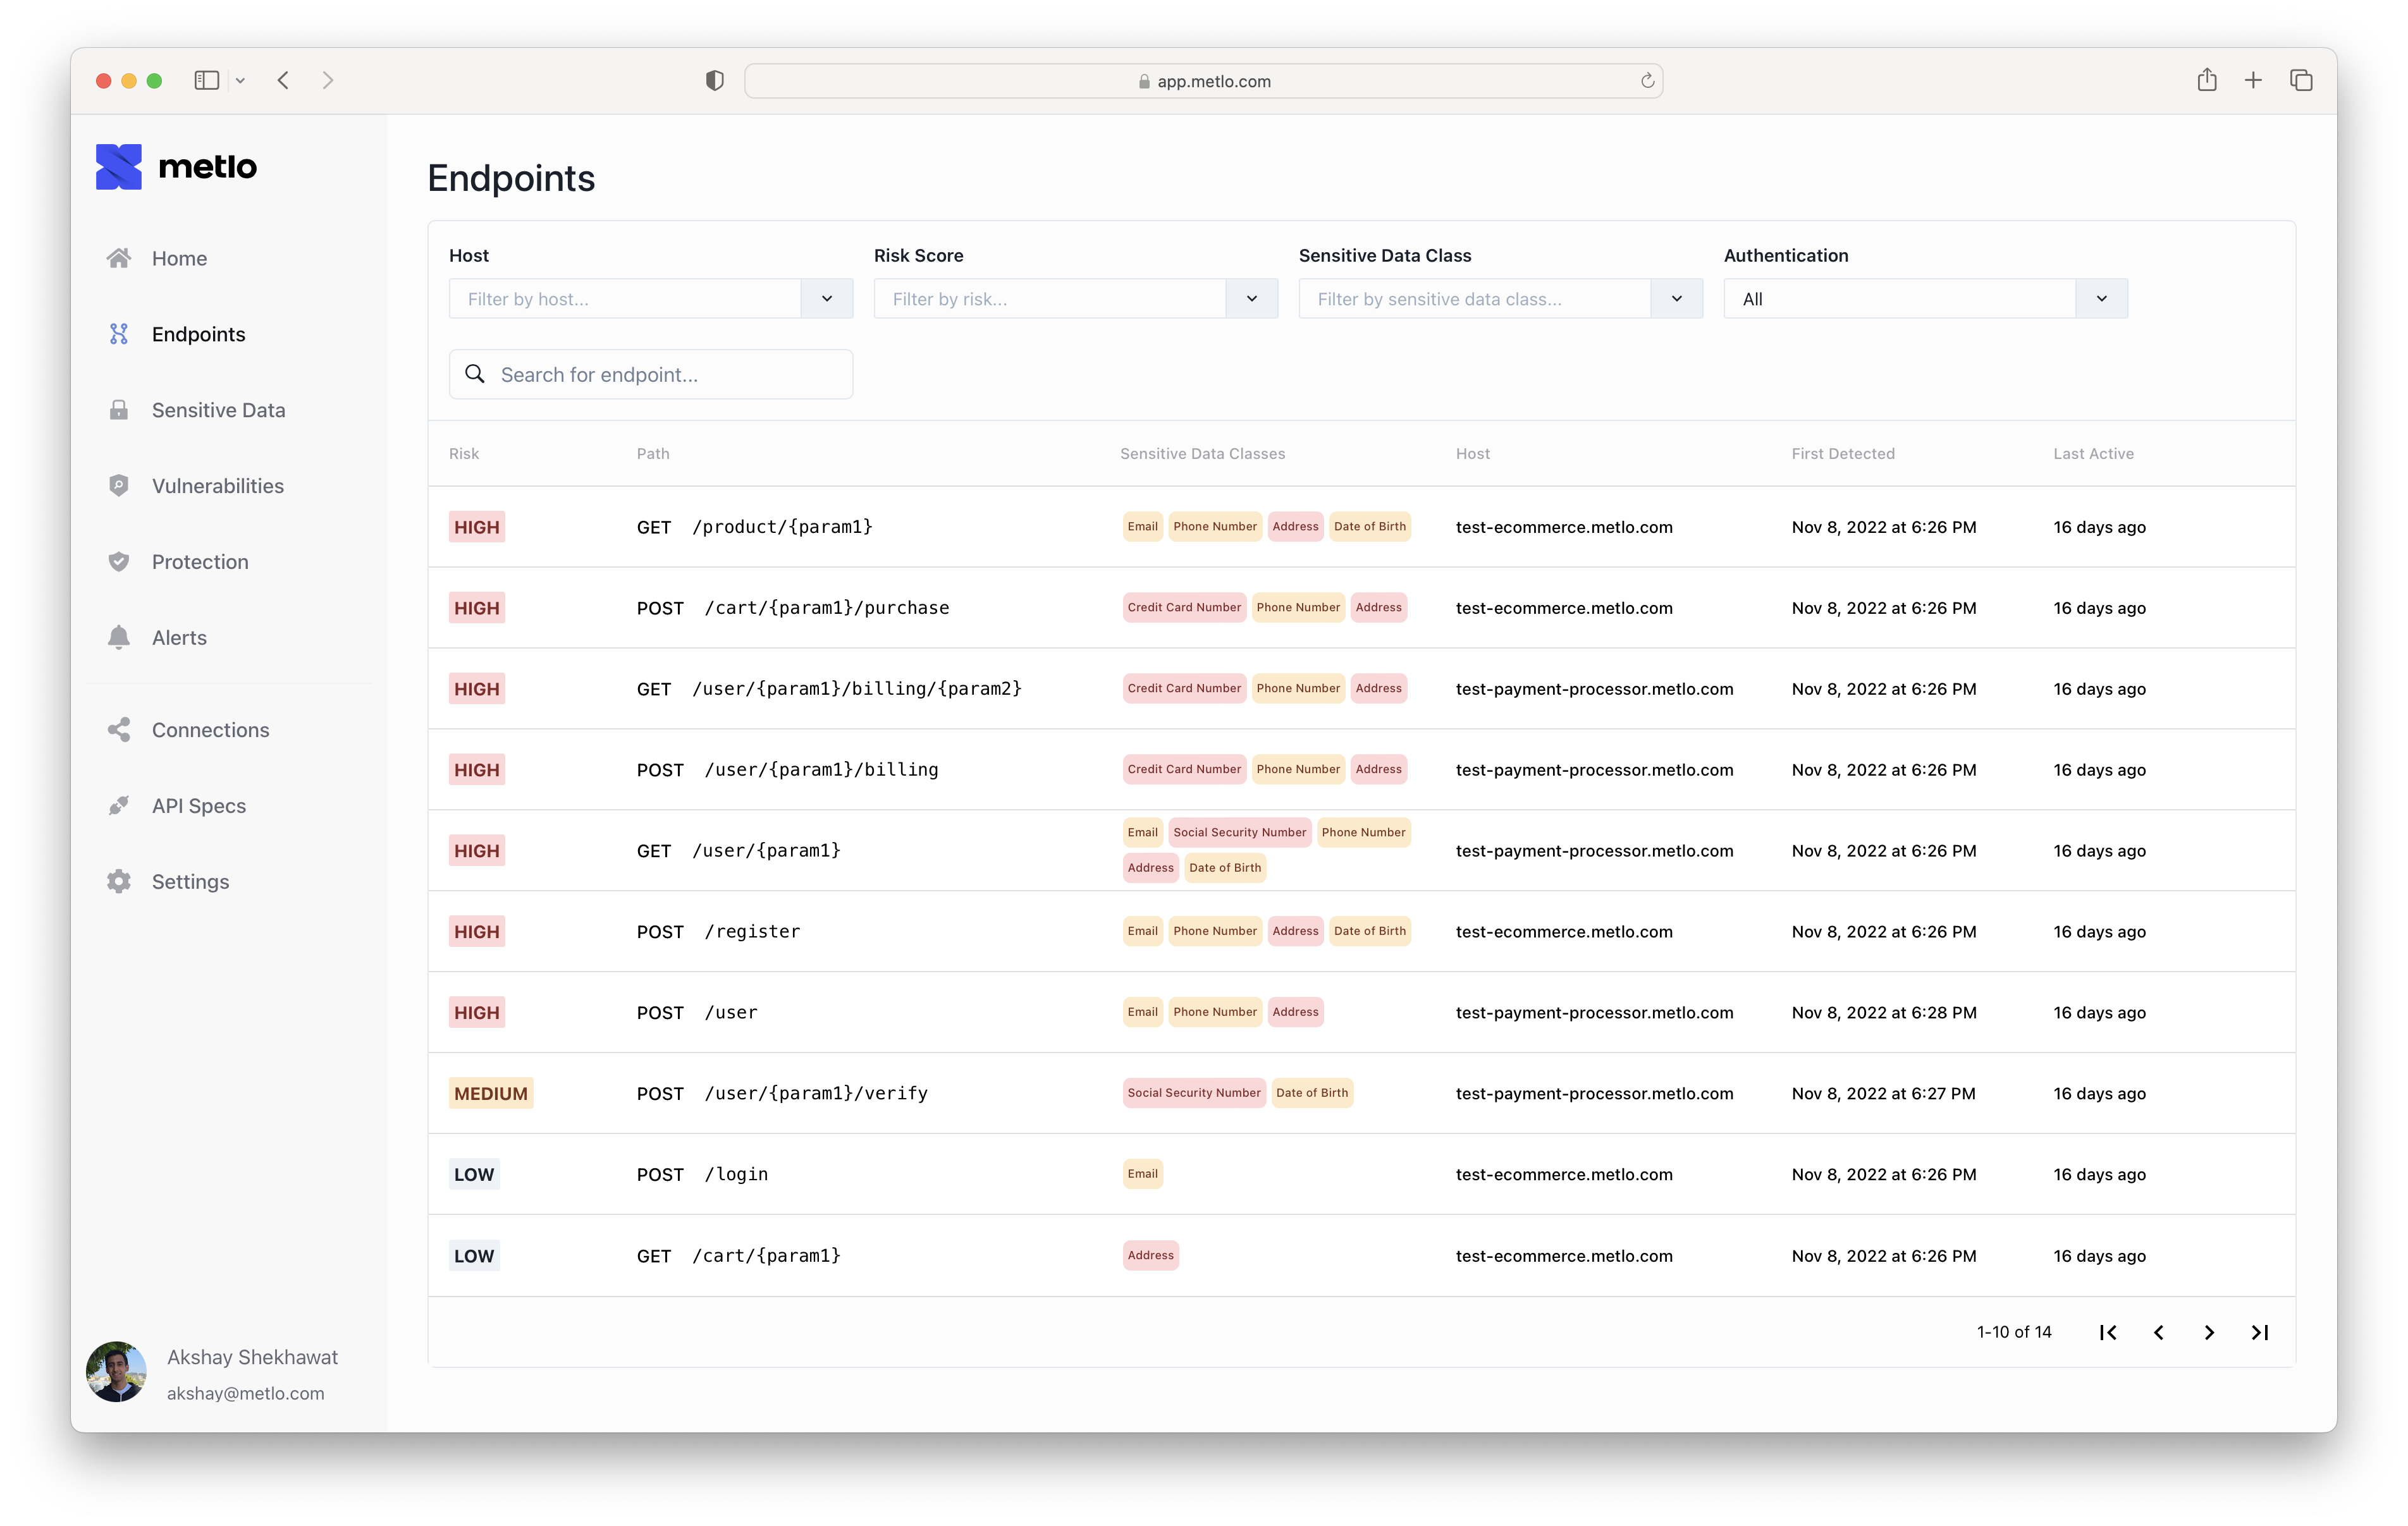 app.metlo.com
metlo
Home
Endpoints
Sensitive Data
Vulnerabilities
Protection
Alerts
Connections
API Specs
Settings
Akshay Shekhawat
akshay@metlo.com
Endpoints
Host Risk Score Sensitive Data Class Authentication
Filter by host... Filter by risk... Filter by sensitive data class... All
Search for endpoint...
Risk Path Sensitive Data Classes Host First Detected Last Active
HIGH GET /product/{param1} Email Phone Number Address Date of Birth test-ecommerce.metlo.com Nov 8, 2022 at 6:26 PM 16 days ago
HIGH POST /cart/{param1}/purchase Credit Card Number Phone Number Address test-ecommerce.metlo.com Nov 8, 2022 at 6:26 PM 16 days ago
HIGH GET /user/{param1}/billing/{param2} Credit Card Number Phone Number Address test-payment-processor.metlo.com Nov 8, 2022 at 6:26 PM 16 days ago
HIGH POST /user/{param1}/billing Credit Card Number Phone Number Address test-payment-processor.metlo.com Nov 8, 2022 at 6:26 PM 16 days ago
HIGH GET /user/{param1} Email Social Security Number Phone Number Address Date of Birth test-payment-processor.metlo.com Nov 8, 2022 at 6:26 PM 16 days ago
HIGH POST /register Email Phone Number Address Date of Birth test-ecommerce.metlo.com Nov 8, 2022 at 6:26 PM 16 days ago
HIGH POST /user Email Phone Number Address test-payment-processor.metlo.com Nov 8, 2022 at 6:28 PM 16 days ago
MEDIUM POST /user/{param1}/verify Social Security Number Date of Birth test-payment-processor.metlo.com Nov 8, 2022 at 6:27 PM 16 days ago
LOW POST /login Email test-ecommerce.metlo.com Nov 8, 2022 at 6:26 PM 16 days ago
LOW GET /cart/{param1} Address test-ecommerce.metlo.com Nov 8, 2022 at 6:26 PM 16 days ago
1-10 of 14